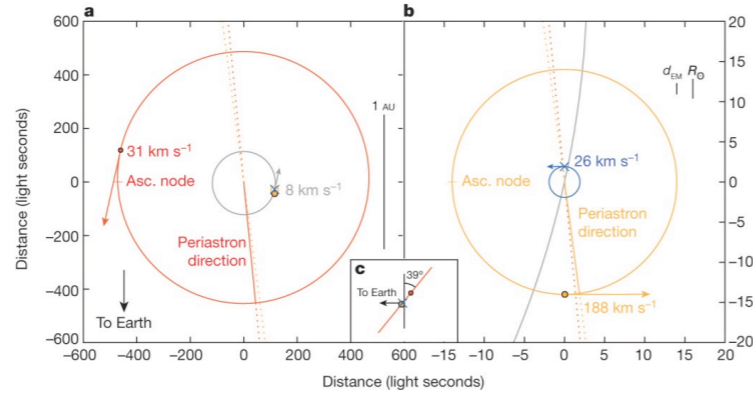 a
b
600
400
200
0
−200
−400
−600
Distance (light seconds)
31 km s⁻¹
Asc. node
8 km s⁻¹
Periastron
direction
To Earth
1 AU
c
39°
To Earth
−600
−400
−200
0
200
400
600
Asc. node
26 km s⁻¹
Periastron
direction
188 km s⁻¹
d_EM R_⊙
20
15
10
5
0
−5
−10
−15
−20
−15
−10
−5
0
5
10
15
20
Distance (light seconds)